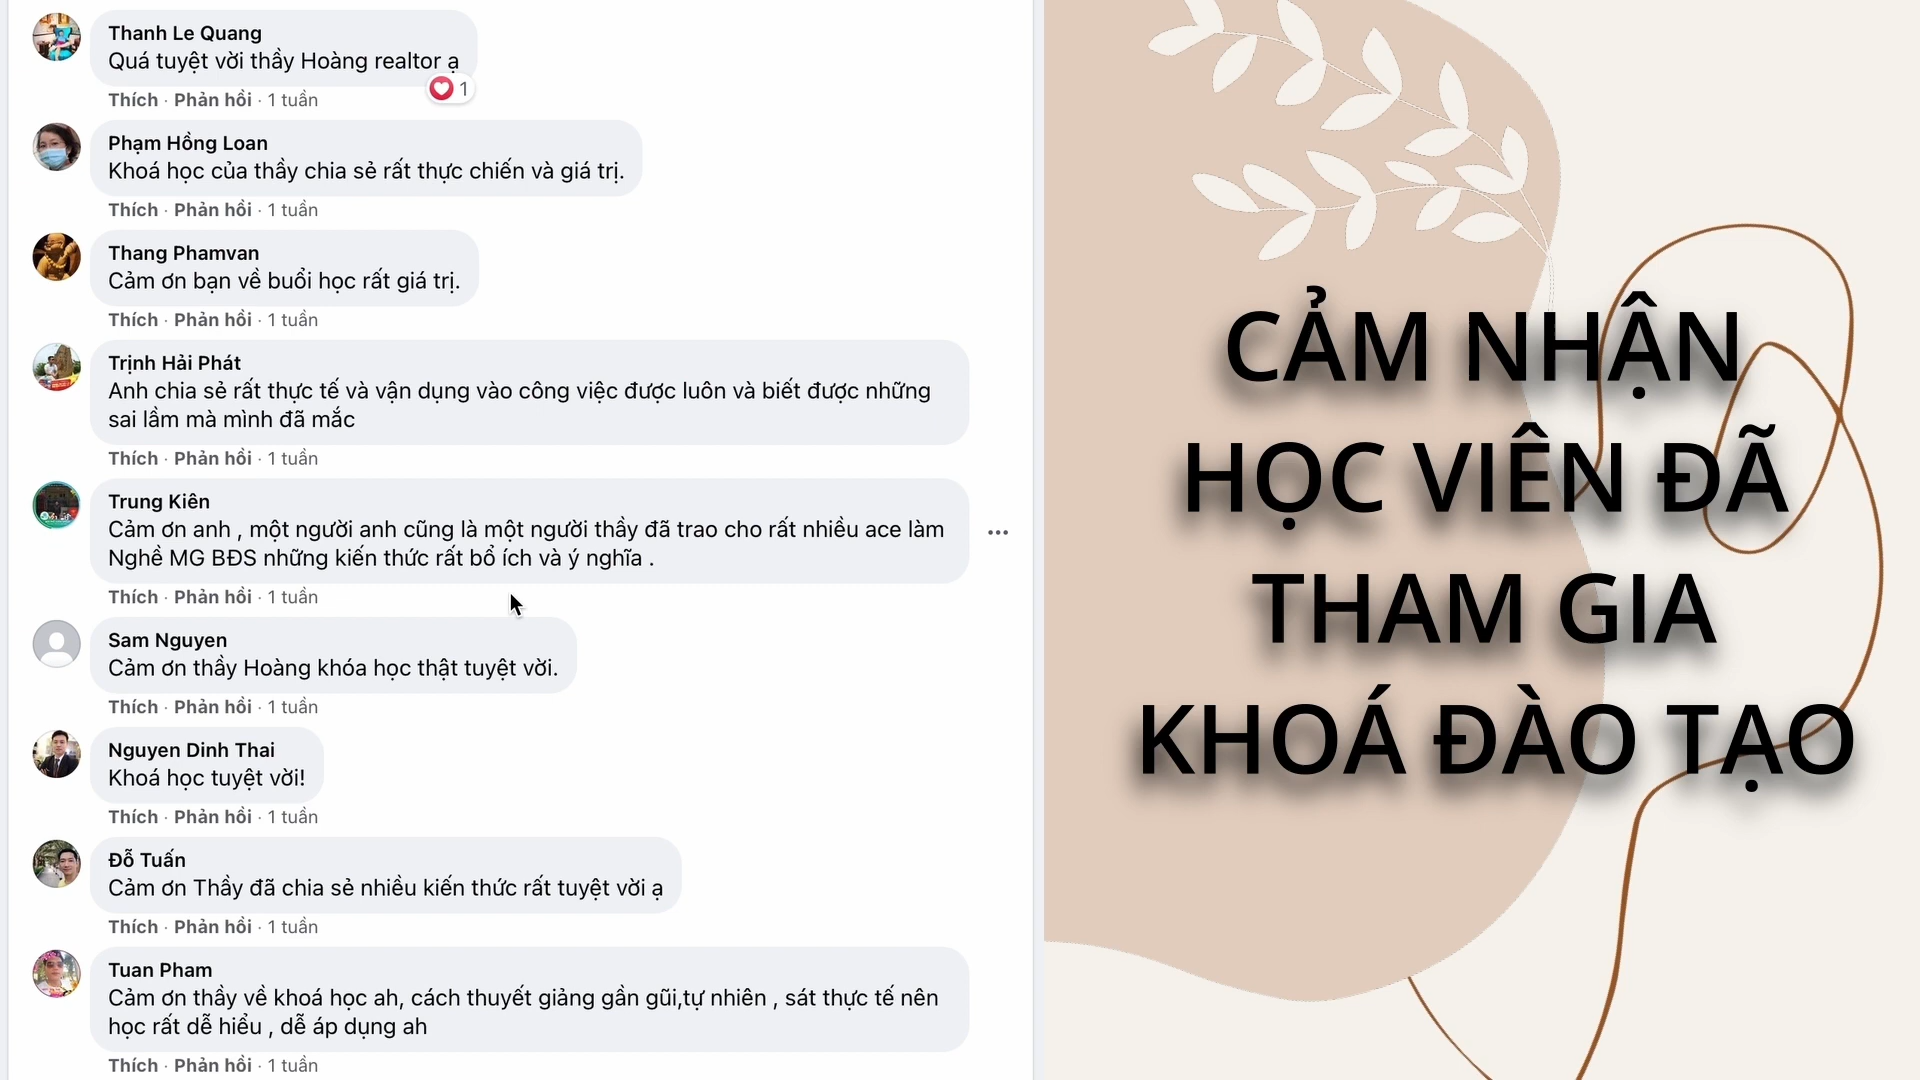 Thanh Le Quang
Quá tuyệt vời thầy Hoàng realtor ạ
1
Thích · Phản hồi · 1 tuần
Phạm Hồng Loan
Khoá học của thầy chia sẻ rất thực chiến và giá trị.
Thích · Phản hồi · 1 tuần
Thang Phamvan
Cảm ơn bạn về buổi học rất giá trị.
Thích · Phản hồi · 1 tuần
Trịnh Hải Phát
Anh chia sẻ rất thực tế và vận dụng vào công việc được luôn và biết được những
sai lầm mà mình đã mắc
Thích · Phản hồi · 1 tuần
Trung Kiên
Cảm ơn anh , một người anh cũng là một người thầy đã trao cho rất nhiều ace làm
Nghề MG BĐS những kiến thức rất bổ ích và ý nghĩa .
Thích · Phản hồi · 1 tuần
Sam Nguyen
Cảm ơn thầy Hoàng khóa học thật tuyệt vời.
Thích · Phản hồi · 1 tuần
Nguyen Dinh Thai
Khoá học tuyệt vời!
Thích · Phản hồi · 1 tuần
Đỗ Tuấn
Cảm ơn Thầy đã chia sẻ nhiều kiến thức rất tuyệt vời ạ
Thích · Phản hồi · 1 tuần
Tuan Pham
Cảm ơn thầy về khoá học ah, cách thuyết giảng gần gũi,tự nhiên , sát thực tế nên
học rất dễ hiểu , dễ áp dụng ah
Thích · Phản hồi · 1 tuần
CẢM NHẬN
HỌC VIÊN ĐÃ
THAM GIA
KHOÁ ĐÀO TẠO